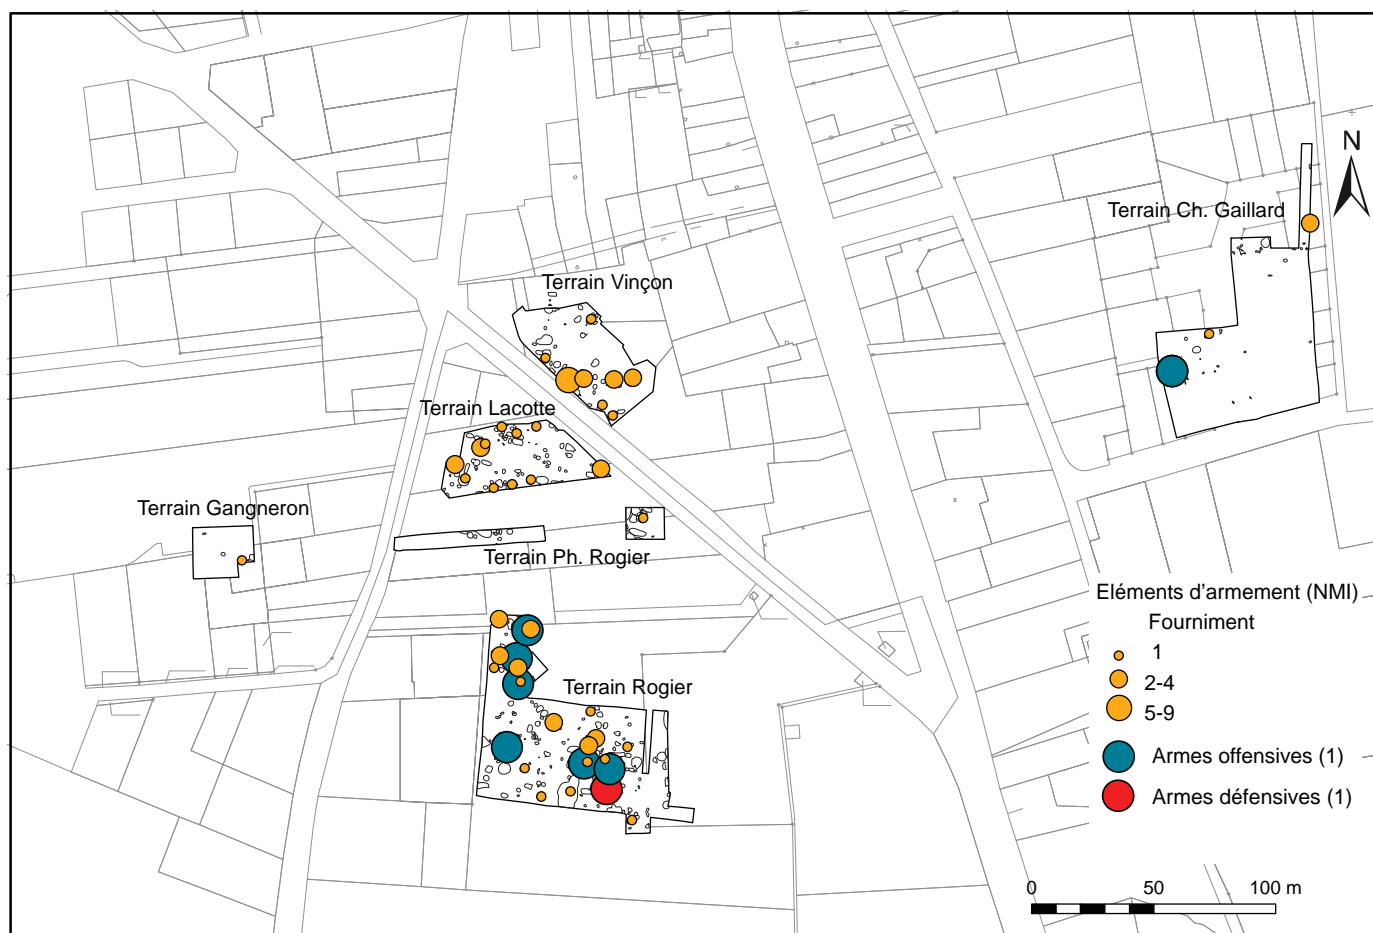 N
Terrain Ch. Gaillard
Terrain Vinçon
Terrain Lacotte
Terrain Gangneron
Terrain Ph. Rogier
Terrain Rogier
Eléments d’armement (NMI)
Fourniment
1
2-4
5-9
Armes offensives (1)
Armes défensives (1)
0 50 100 m